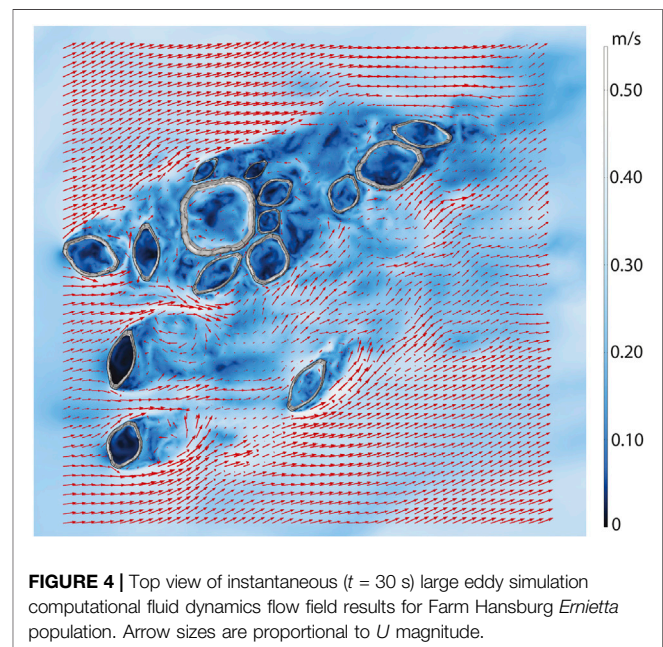 m/s
0.50
0.40
0.30
0.20
0.10
0
FIGURE 4 | Top view of instantaneous (t = 30 s) large eddy simulation
computational fluid dynamics flow field results for Farm Hansburg Ernietta
population. Arrow sizes are proportional to U magnitude.